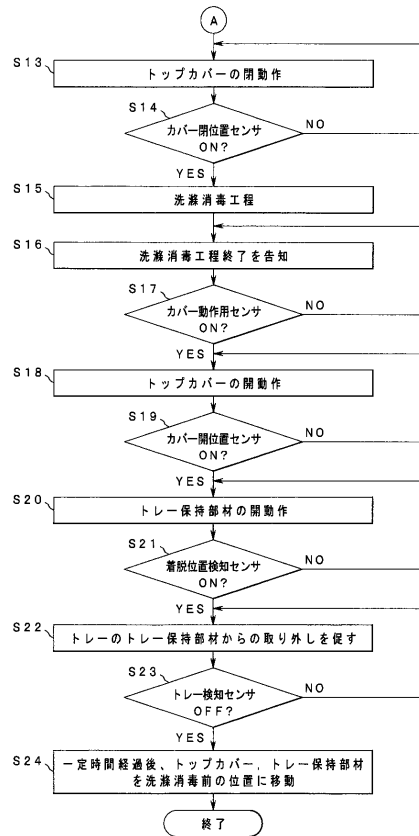 A
S13
トップカバーの閉動作
S14
カバー閉位置センサ
ON?
NO
YES
S15
洗滌消毒工程
S16
洗滌消毒工程終了を告知
S17
カバー動作用センサ
ON?
NO
YES
S18
トップカバーの開動作
S19
カバー開位置センサ
ON?
NO
YES
S20
トレー保持部材の開動作
S21
着脱位置検知センサ
ON?
NO
YES
S22
トレーのトレー保持部材からの取り外しを促す
S23
トレー検知センサ
OFF?
NO
YES
S24
一定時間経過後、トップカバー、トレー保持部材
を洗滌消毒前の位置に移動
終了